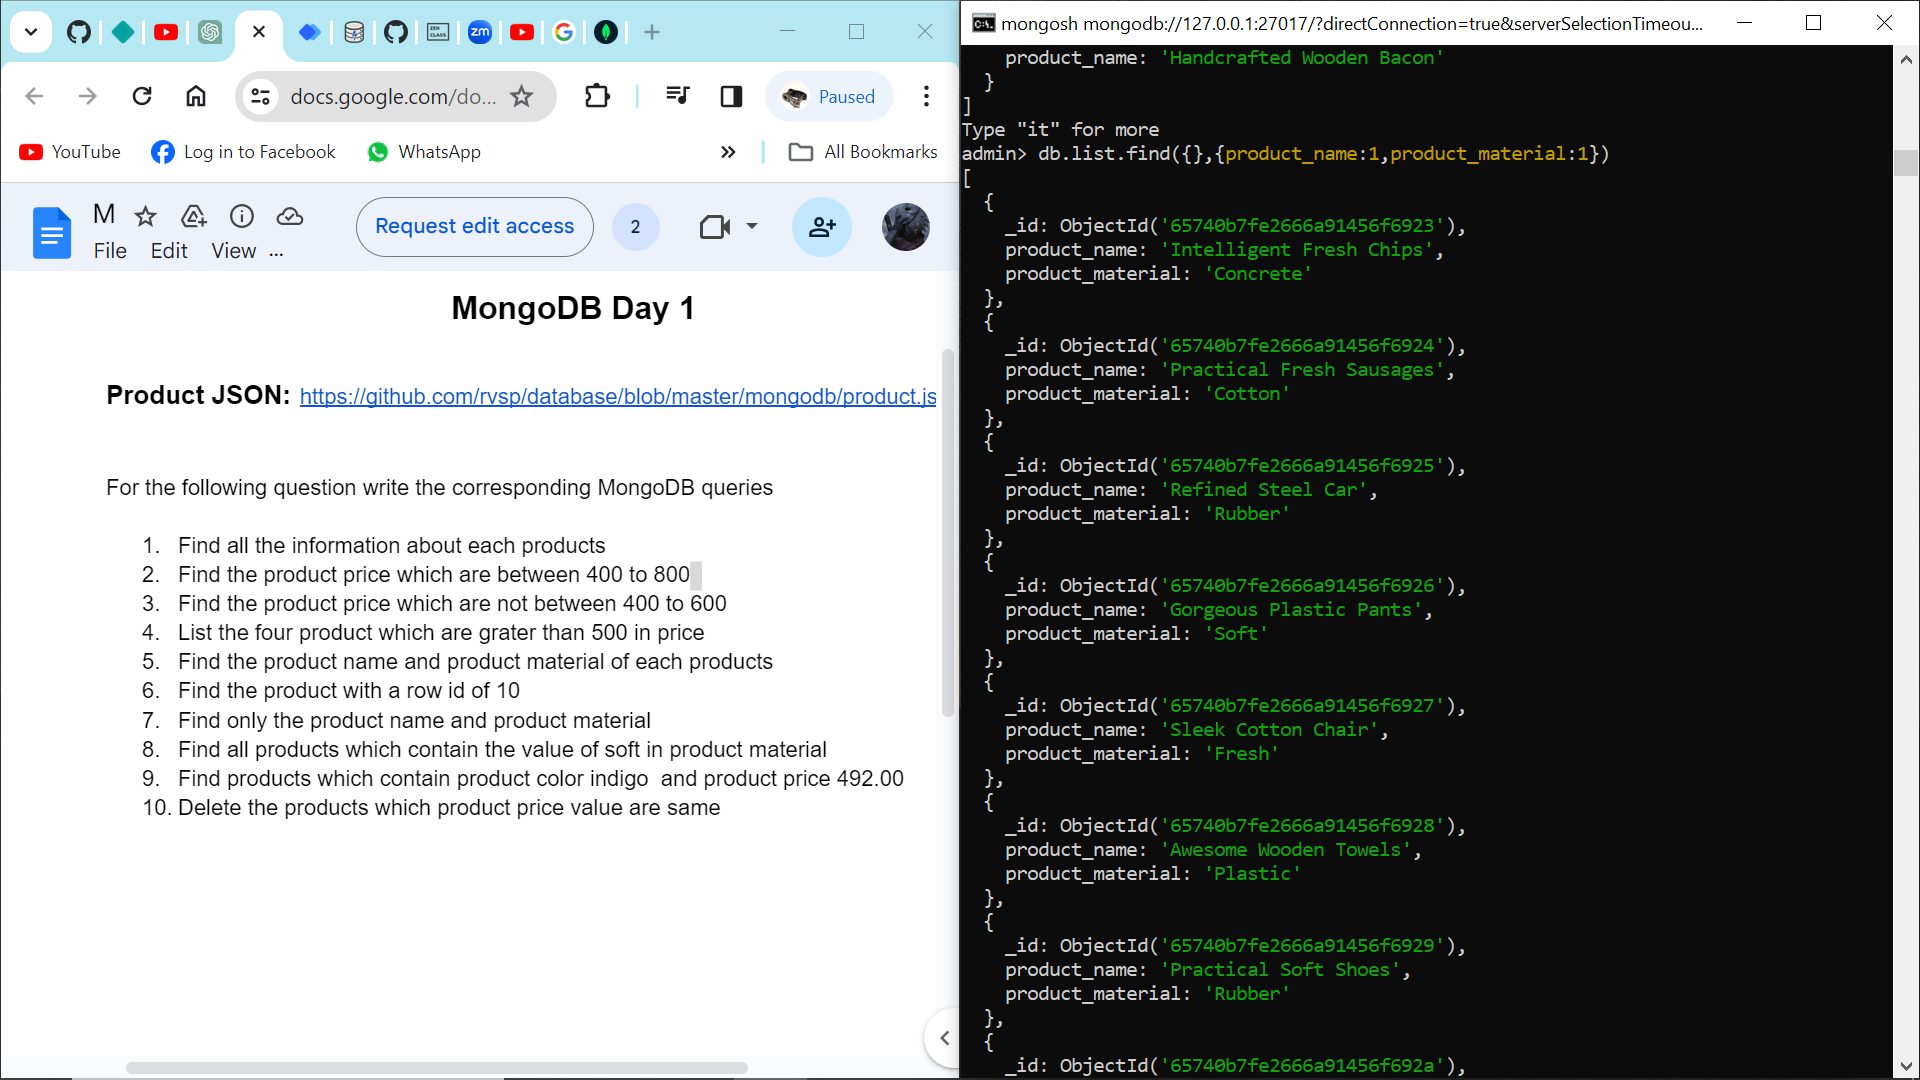 zm
docs.google.com/do...
Paused
YouTube
Log in to Facebook
WhatsApp
All Bookmarks
M
File Edit View ...
Request edit access
2
MongoDB Day 1
Product JSON: https://github.com/rvsp/database/blob/master/mongodb/product.js
For the following question write the corresponding MongoDB queries
1. Find all the information about each products
2. Find the product price which are between 400 to 800
3. Find the product price which are not between 400 to 600
4. List the four product which are grater than 500 in price
5. Find the product name and product material of each products
6. Find the product with a row id of 10
7. Find only the product name and product material
8. Find all products which contain the value of soft in product material
9. Find products which contain product color indigo  and product price 492.00
10. Delete the products which product price value are same
mongosh mongodb://127.0.0.1:27017/?directConnection=true&serverSelectionTimeou...
product_name: 'Handcrafted Wooden Bacon'
}
]
Type "it" for more
admin> db.list.find({},{product_name:1,product_material:1})
[
{
_id: ObjectId('65740b7fe2666a91456f6923'),
product_name: 'Intelligent Fresh Chips',
product_material: 'Concrete'
},
{
_id: ObjectId('65740b7fe2666a91456f6924'),
product_name: 'Practical Fresh Sausages',
product_material: 'Cotton'
},
{
_id: ObjectId('65740b7fe2666a91456f6925'),
product_name: 'Refined Steel Car',
product_material: 'Rubber'
},
{
_id: ObjectId('65740b7fe2666a91456f6926'),
product_name: 'Gorgeous Plastic Pants',
product_material: 'Soft'
},
{
_id: ObjectId('65740b7fe2666a91456f6927'),
product_name: 'Sleek Cotton Chair',
product_material: 'Fresh'
},
{
_id: ObjectId('65740b7fe2666a91456f6928'),
product_name: 'Awesome Wooden Towels',
product_material: 'Plastic'
},
{
_id: ObjectId('65740b7fe2666a91456f6929'),
product_name: 'Practical Soft Shoes',
product_material: 'Rubber'
},
{
_id: ObjectId('65740b7fe2666a91456f692a'),